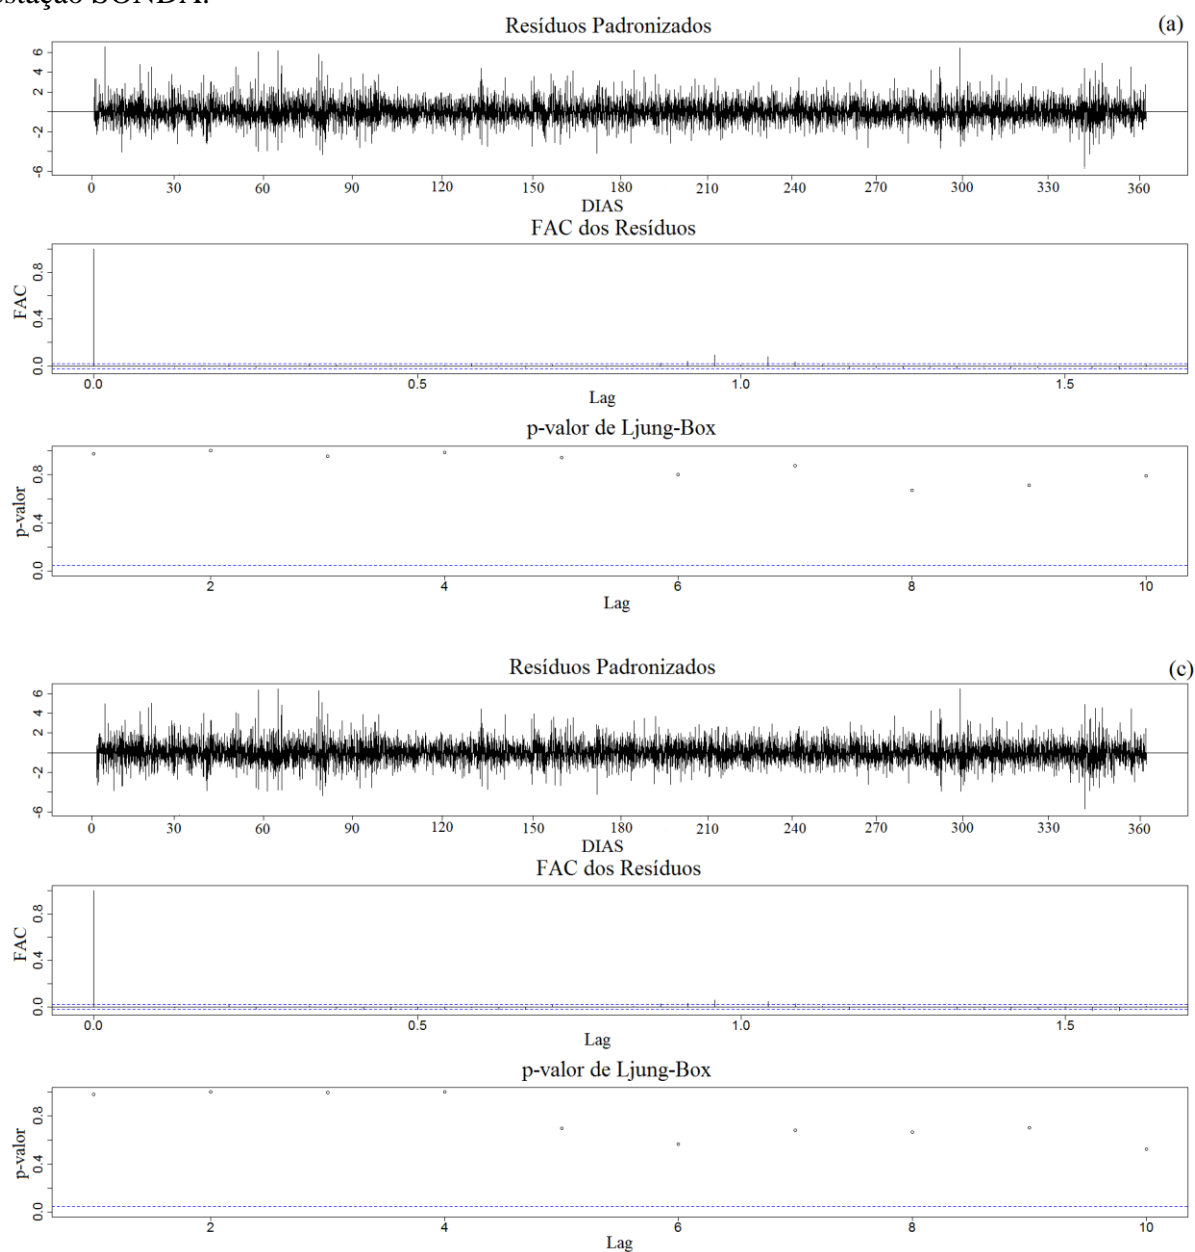 estação SONDA.
Resíduos Padronizados
(a)
6
4
2
-2
-6
0 30 60 90 120 150 180 210 240 270 300 330 360
DIAS
FAC dos Resíduos
FAC
0.8
0.4
0.0
0.0 0.5 1.0 1.5
Lag
p-valor de Ljung-Box
p-valor
0.8
0.4
0.0
2 4 6 8 10
Lag
Resíduos Padronizados
(c)
6
4
2
-2
-6
0 30 60 90 120 150 180 210 240 270 300 330 360
DIAS
FAC dos Resíduos
FAC
0.8
0.4
0.0
0.0 0.5 1.0 1.5
Lag
p-valor de Ljung-Box
p-valor
0.8
0.4
0.0
2 4 6 8 10
Lag